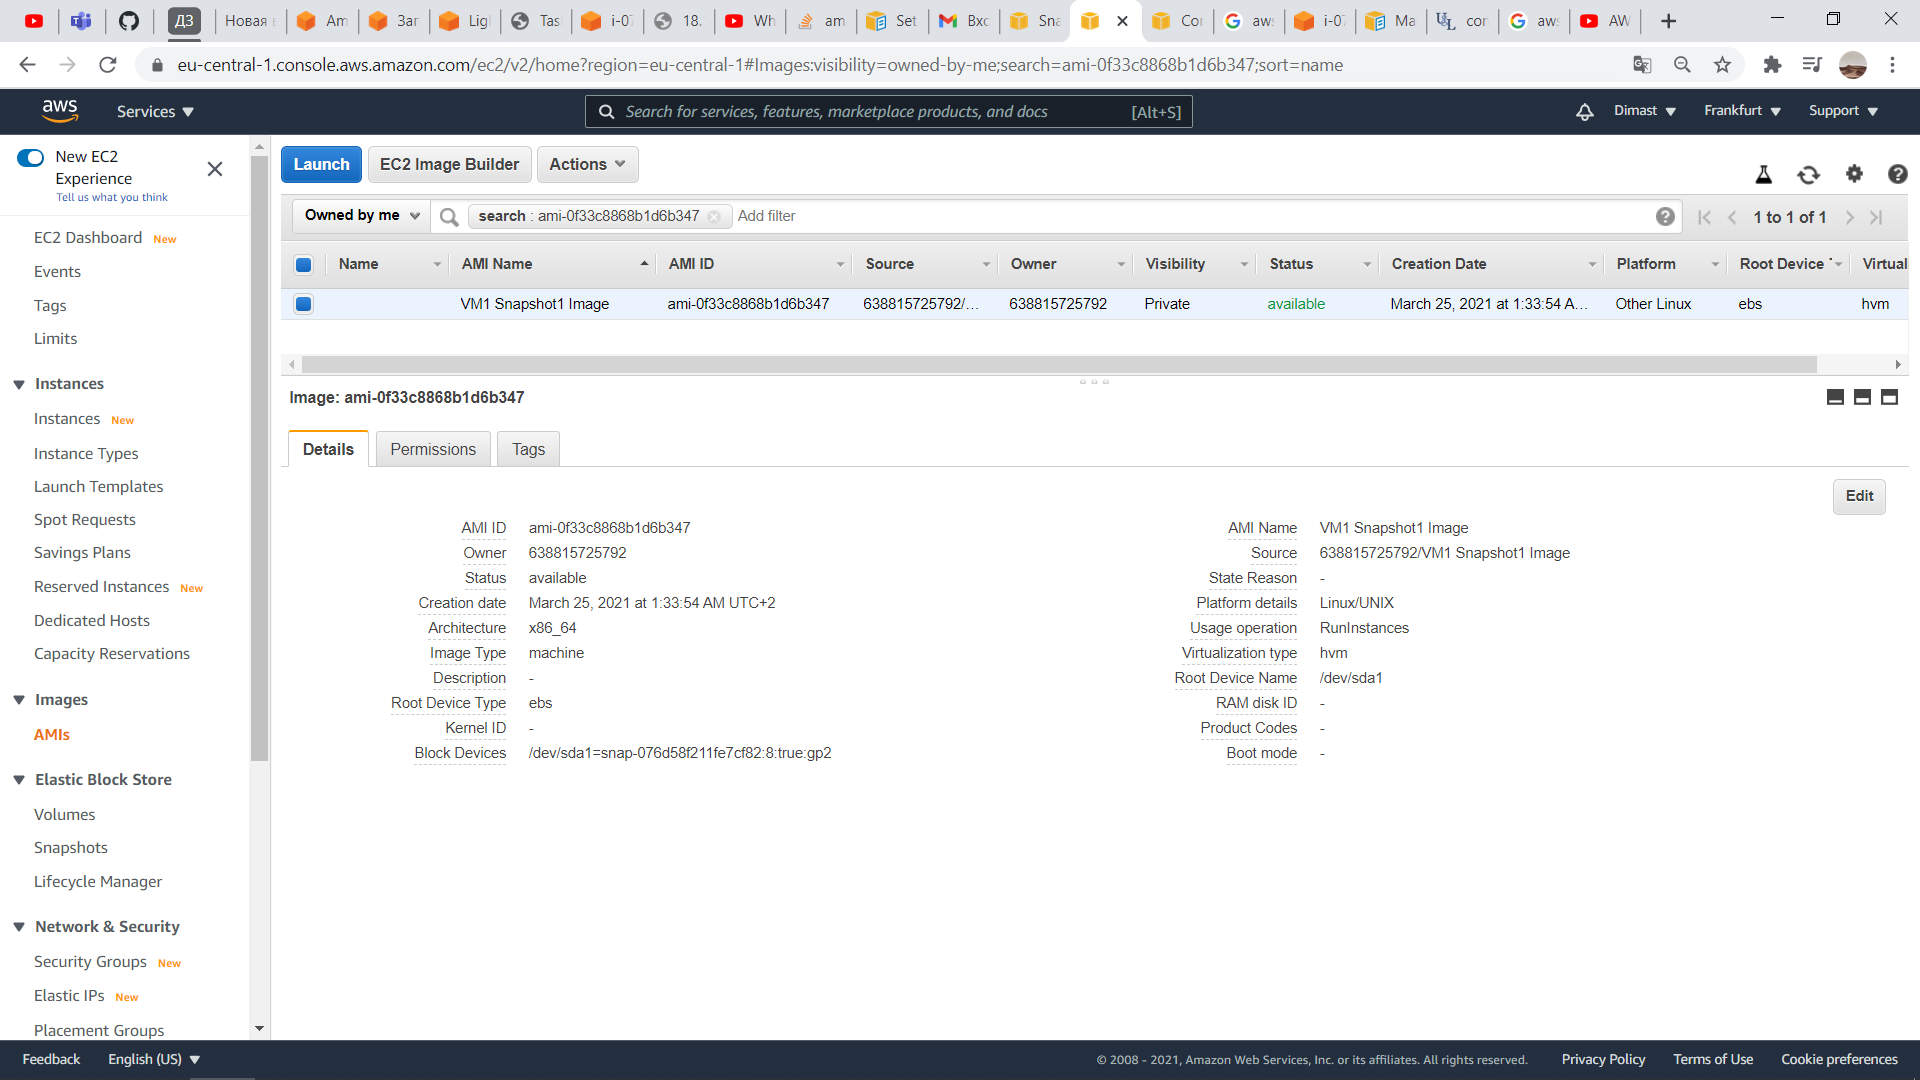 ДЗ
Новая в
Am
Заг
Ligl
Tas
i-07
18.
Wh
am
Set
Вхо
Sna
Cor
aws
i-07
Ma
con
aws
AW
eu-central-1.console.aws.amazon.com/ec2/v2/home?region=eu-central-1#Images:visibility=owned-by-me;search=ami-0f33c8868b1d6b347;sort=name
aws
Services
Search for services, features, marketplace products, and docs
[Alt+S]
Dimast
Frankfurt
Support
New EC2
Experience
Tell us what you think
Launch
EC2 Image Builder
Actions
Owned by me
search : ami-0f33c8868b1d6b347
Add filter
1 to 1 of 1
Name
AMI Name
AMI ID
Source
Owner
Visibility
Status
Creation Date
Platform
Root Device
Virtual
VM1 Snapshot1 Image
ami-0f33c8868b1d6b347
638815725792/...
638815725792
Private
available
March 25, 2021 at 1:33:54 A...
Other Linux
ebs
hvm
EC2 Dashboard New
Events
Tags
Limits
Instances
Instances New
Instance Types
Launch Templates
Spot Requests
Savings Plans
Reserved Instances New
Dedicated Hosts
Capacity Reservations
Images
AMIs
Elastic Block Store
Volumes
Snapshots
Lifecycle Manager
Network & Security
Security Groups New
Elastic IPs New
Placement Groups
Image: ami-0f33c8868b1d6b347
Details
Permissions
Tags
Edit
AMI ID ami-0f33c8868b1d6b347
Owner 638815725792
Status available
Creation date March 25, 2021 at 1:33:54 AM UTC+2
Architecture x86_64
Image Type machine
Description -
Root Device Type ebs
Kernel ID -
Block Devices /dev/sda1=snap-076d58f211fe7cf82:8:true:gp2
AMI Name VM1 Snapshot1 Image
Source 638815725792/VM1 Snapshot1 Image
State Reason -
Platform details Linux/UNIX
Usage operation RunInstances
Virtualization type hvm
Root Device Name /dev/sda1
RAM disk ID -
Product Codes -
Boot mode -
Feedback
English (US)
© 2008 - 2021, Amazon Web Services, Inc. or its affiliates. All rights reserved.
Privacy Policy
Terms of Use
Cookie preferences